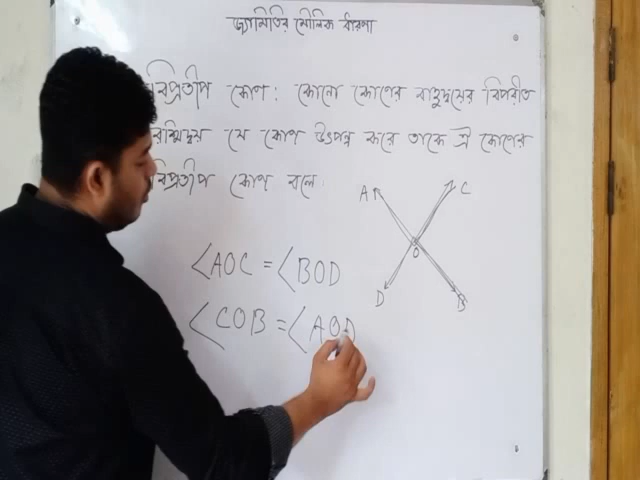 জ্যামিতির মৌলিক ধারণা
বিপ্রতীপ কোণ : কোনো কোণের বাহুদ্বয়ের বিপরীত
রশ্মিদ্বয় যে কোণ উৎপন্ন করে তাকে ঐ কোণের
বিপ্রতীপ কোণ বলে
A C
O
D B
∠AOC = ∠BOD
∠COB = ∠AOD